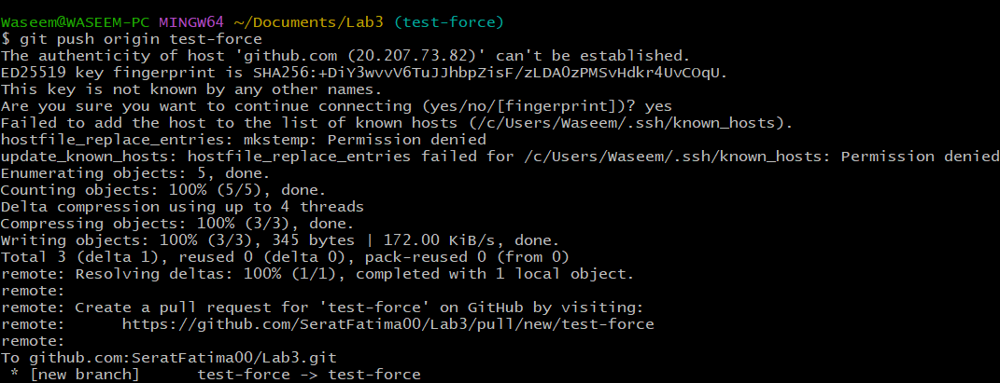 Waseem@WASEEM-PC MINGW64 ~/Documents/Lab3 (test-force)
$ git push origin test-force
The authenticity of host 'github.com (20.207.73.82)' can't be established.
ED25519 key fingerprint is SHA256:+DiY3wvvV6TuJJhbpZisF/zLDA0zPMSvHdkr4UvCOqU.
This key is not known by any other names.
Are you sure you want to continue connecting (yes/no/[fingerprint])? yes
Failed to add the host to the list of known hosts (/c/Users/Waseem/.ssh/known_hosts).
hostfile_replace_entries: mkstemp: Permission denied
update_known_hosts: hostfile_replace_entries failed for /c/Users/Waseem/.ssh/known_hosts: Permission denied
Enumerating objects: 5, done.
Counting objects: 100% (5/5), done.
Delta compression using up to 4 threads
Compressing objects: 100% (3/3), done.
Writing objects: 100% (3/3), 345 bytes | 172.00 KiB/s, done.
Total 3 (delta 1), reused 0 (delta 0), pack-reused 0 (from 0)
remote: Resolving deltas: 100% (1/1), completed with 1 local object.
remote:
remote: Create a pull request for 'test-force' on GitHub by visiting:
remote:      https://github.com/SeratFatima00/Lab3/pull/new/test-force
remote:
To github.com:SeratFatima00/Lab3.git
 * [new branch]      test-force -> test-force